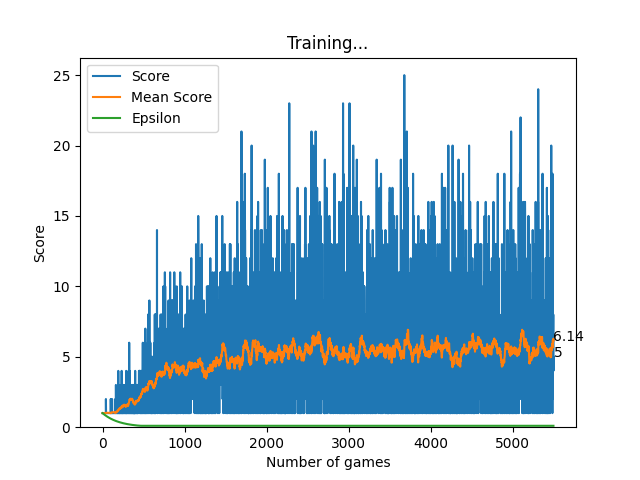 Training...
Score
Mean Score
Epsilon
25
20
15
10
5
0
6.14
5
0 1000 2000 3000 4000 5000
Number of games
Score